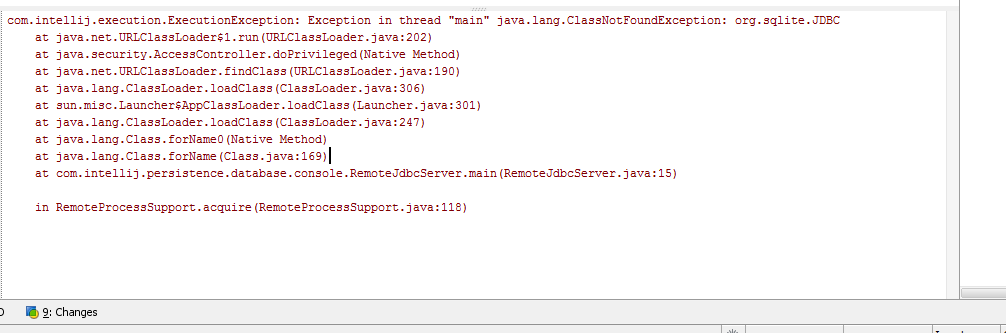 com.intellij.execution.ExecutionException: Exception in thread "main" java.lang.ClassNotFoundException: org.sqlite.JDBC
at java.net.URLClassLoader$1.run(URLClassLoader.java:202)
at java.security.AccessController.doPrivileged(Native Method)
at java.net.URLClassLoader.findClass(URLClassLoader.java:190)
at java.lang.ClassLoader.loadClass(ClassLoader.java:306)
at sun.misc.Launcher$AppClassLoader.loadClass(Launcher.java:301)
at java.lang.ClassLoader.loadClass(ClassLoader.java:247)
at java.lang.Class.forName0(Native Method)
at java.lang.Class.forName(Class.java:169)
at com.intellij.persistence.database.console.RemoteJdbcServer.main(RemoteJdbcServer.java:15)
in RemoteProcessSupport.acquire(RemoteProcessSupport.java:118)
9: Changes